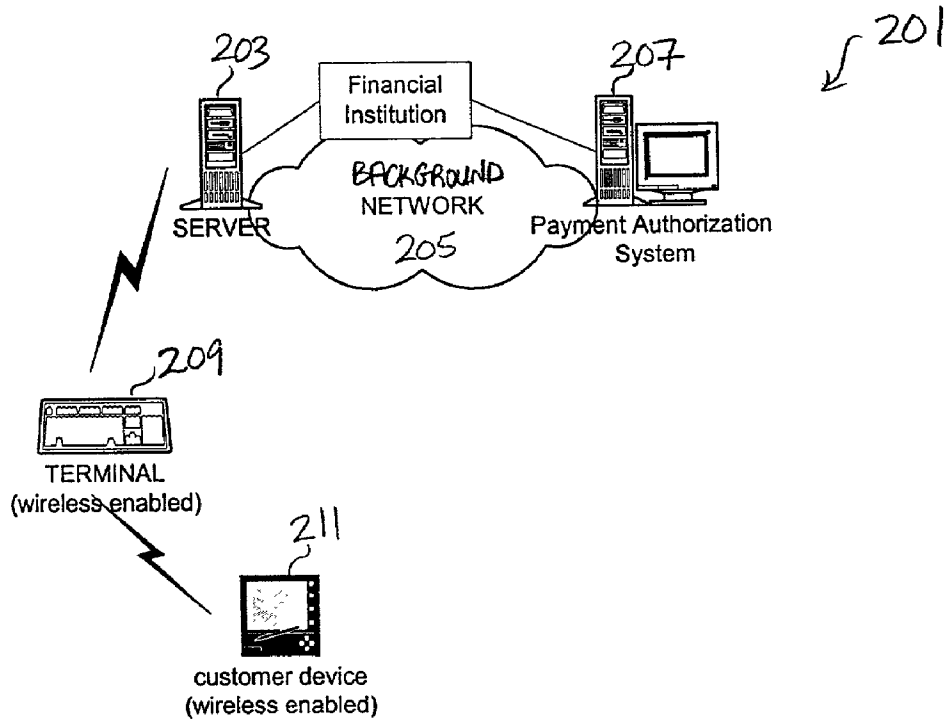 201
203
207
Financial
Institution
BACKGROUND
NETWORK
205
SERVER
Payment Authorization
System
209
TERMINAL
(wireless enabled)
211
customer device
(wireless enabled)